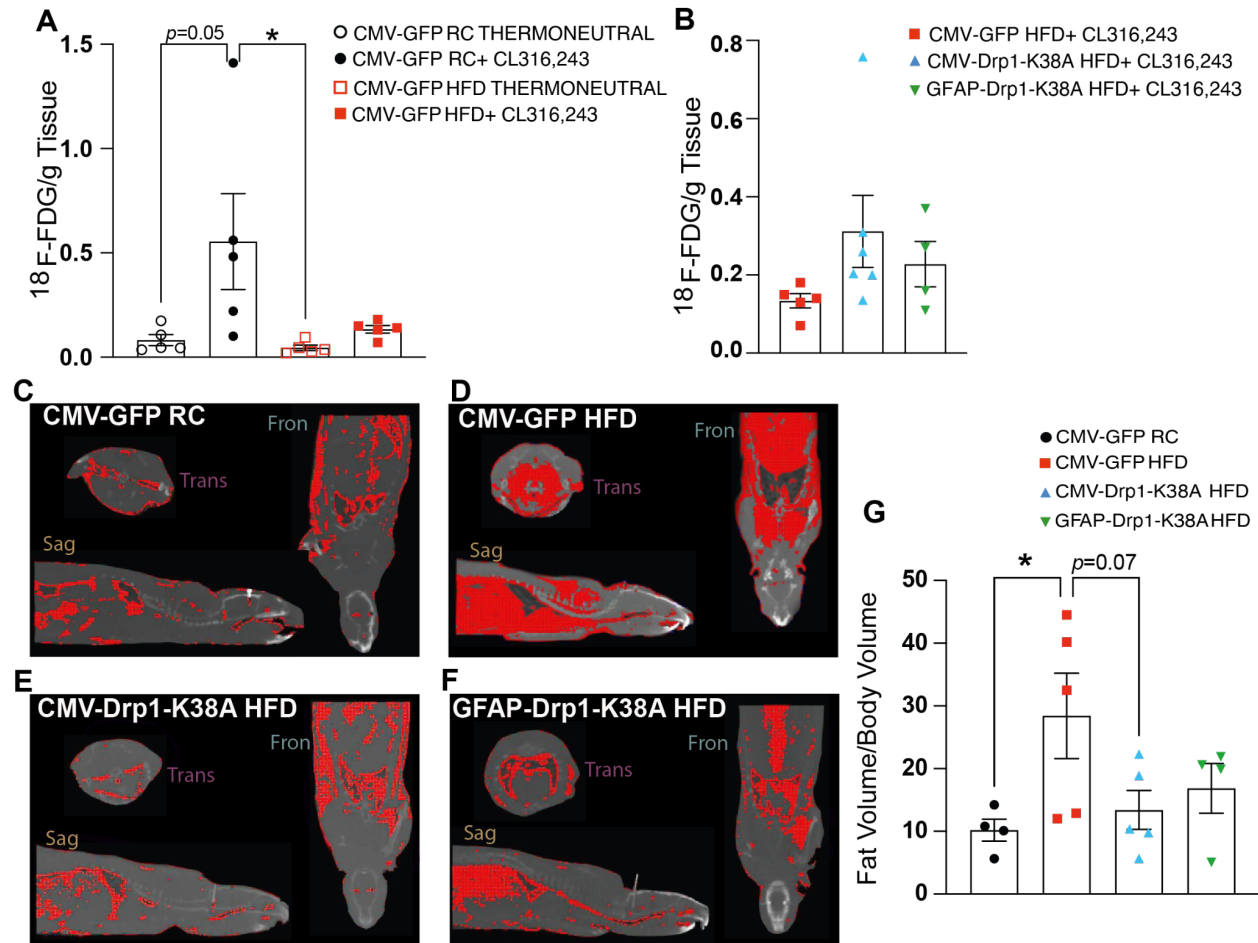 A
p=0.05
*
CMV-GFP RC THERMONEUTRAL
CMV-GFP RC+ CL316,243
CMV-GFP HFD THERMONEUTRAL
CMV-GFP HFD+ CL316,243
18F-FDG/g Tissue
1.5
1.0
0.5
0.0
B
CMV-GFP HFD+ CL316,243
CMV-Drp1-K38A HFD+ CL316,243
GFAP-Drp1-K38A HFD+ CL316,243
18F-FDG/g Tissue
0.8
0.6
0.4
0.2
0.0
C
CMV-GFP RC
Fron
Trans
Sag
D
CMV-GFP HFD
Fron
Trans
Sag
E
CMV-Drp1-K38A HFD
Fron
Trans
Sag
F
GFAP-Drp1-K38A HFD
Fron
Trans
Sag
G
CMV-GFP RC
CMV-GFP HFD
CMV-Drp1-K38A HFD
GFAP-Drp1-K38AHFD
*
p=0.07
Fat Volume/Body Volume
50
40
30
20
10
0